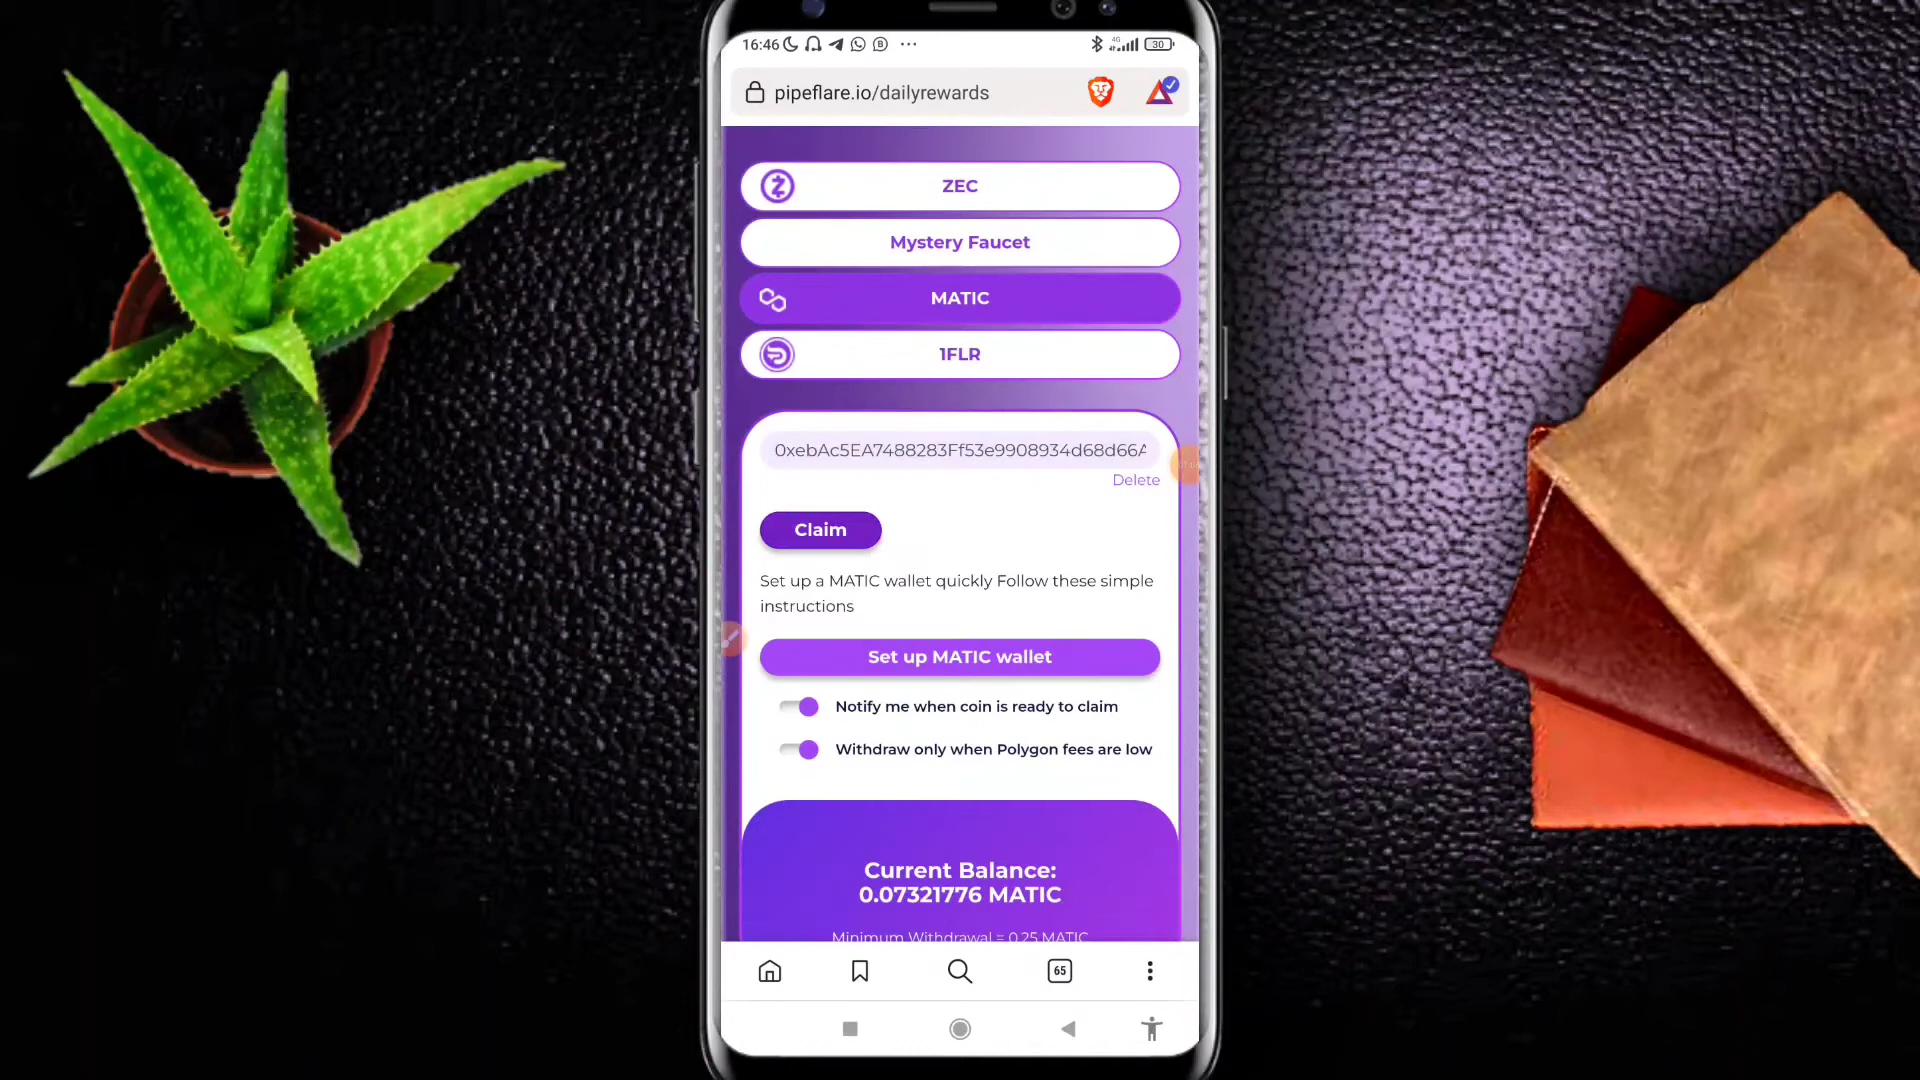 16:46
4G
30
pipeflare.io/dailyrewards
ZEC
Mystery Faucet
MATIC
1FLR
0xebAc5EA7488283Ff53e9908934d68d66A
Delete
Claim
Set up a MATIC wallet quickly Follow these simple
instructions
Set up MATIC wallet
Notify me when coin is ready to claim
Withdraw only when Polygon fees are low
Current Balance:
0.07321776 MATIC
Minimum Withdrawal = 0.25 MATIC
65